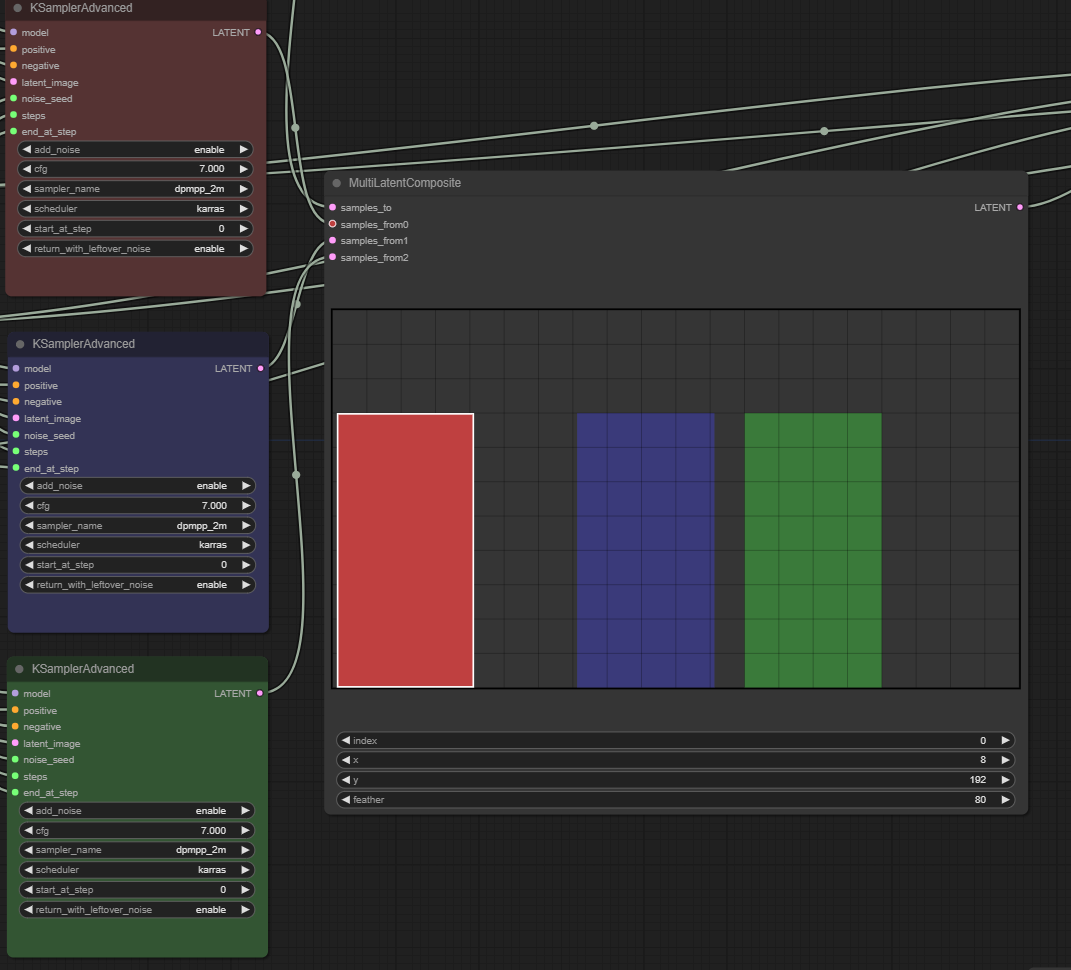 KSamplerAdvanced
model LATENT
positive
negative
latent_image
noise_seed
steps
end_at_step
add_noise enable
cfg 7.000
sampler_name dpmpp_2m
scheduler karras
start_at_step 0
return_with_leftover_noise enable
KSamplerAdvanced
model LATENT
positive
negative
latent_image
noise_seed
steps
end_at_step
add_noise enable
cfg 7.000
sampler_name dpmpp_2m
scheduler karras
start_at_step 0
return_with_leftover_noise enable
KSamplerAdvanced
model LATENT
positive
negative
latent_image
noise_seed
steps
end_at_step
add_noise enable
cfg 7.000
sampler_name dpmpp_2m
scheduler karras
start_at_step 0
return_with_leftover_noise enable
MultiLatentComposite
samples_to LATENT
samples_from0
samples_from1
samples_from2
index 0
x 8
y 192
feather 80